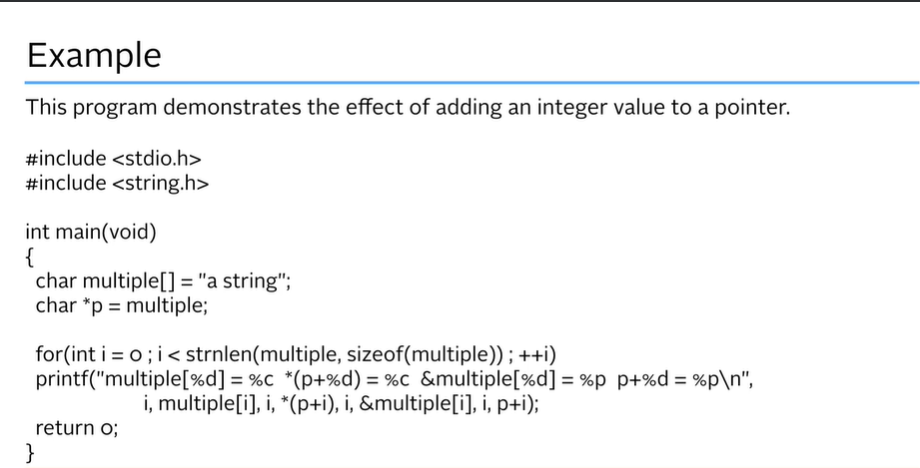 Example
This program demonstrates the effect of adding an integer value to a pointer.
#include <stdio.h>
#include <string.h>
int main(void)
{
char multiple[] = "a string";
char *p = multiple;
for(int i = 0 ; i < strnlen(multiple, sizeof(multiple)) ; ++i)
printf("multiple[%d] = %c *(p+%d) = %c &multiple[%d] = %p p+%d = %p\n",
i, multiple[i], i, *(p+i), i, &multiple[i], i, p+i);
return 0;
}